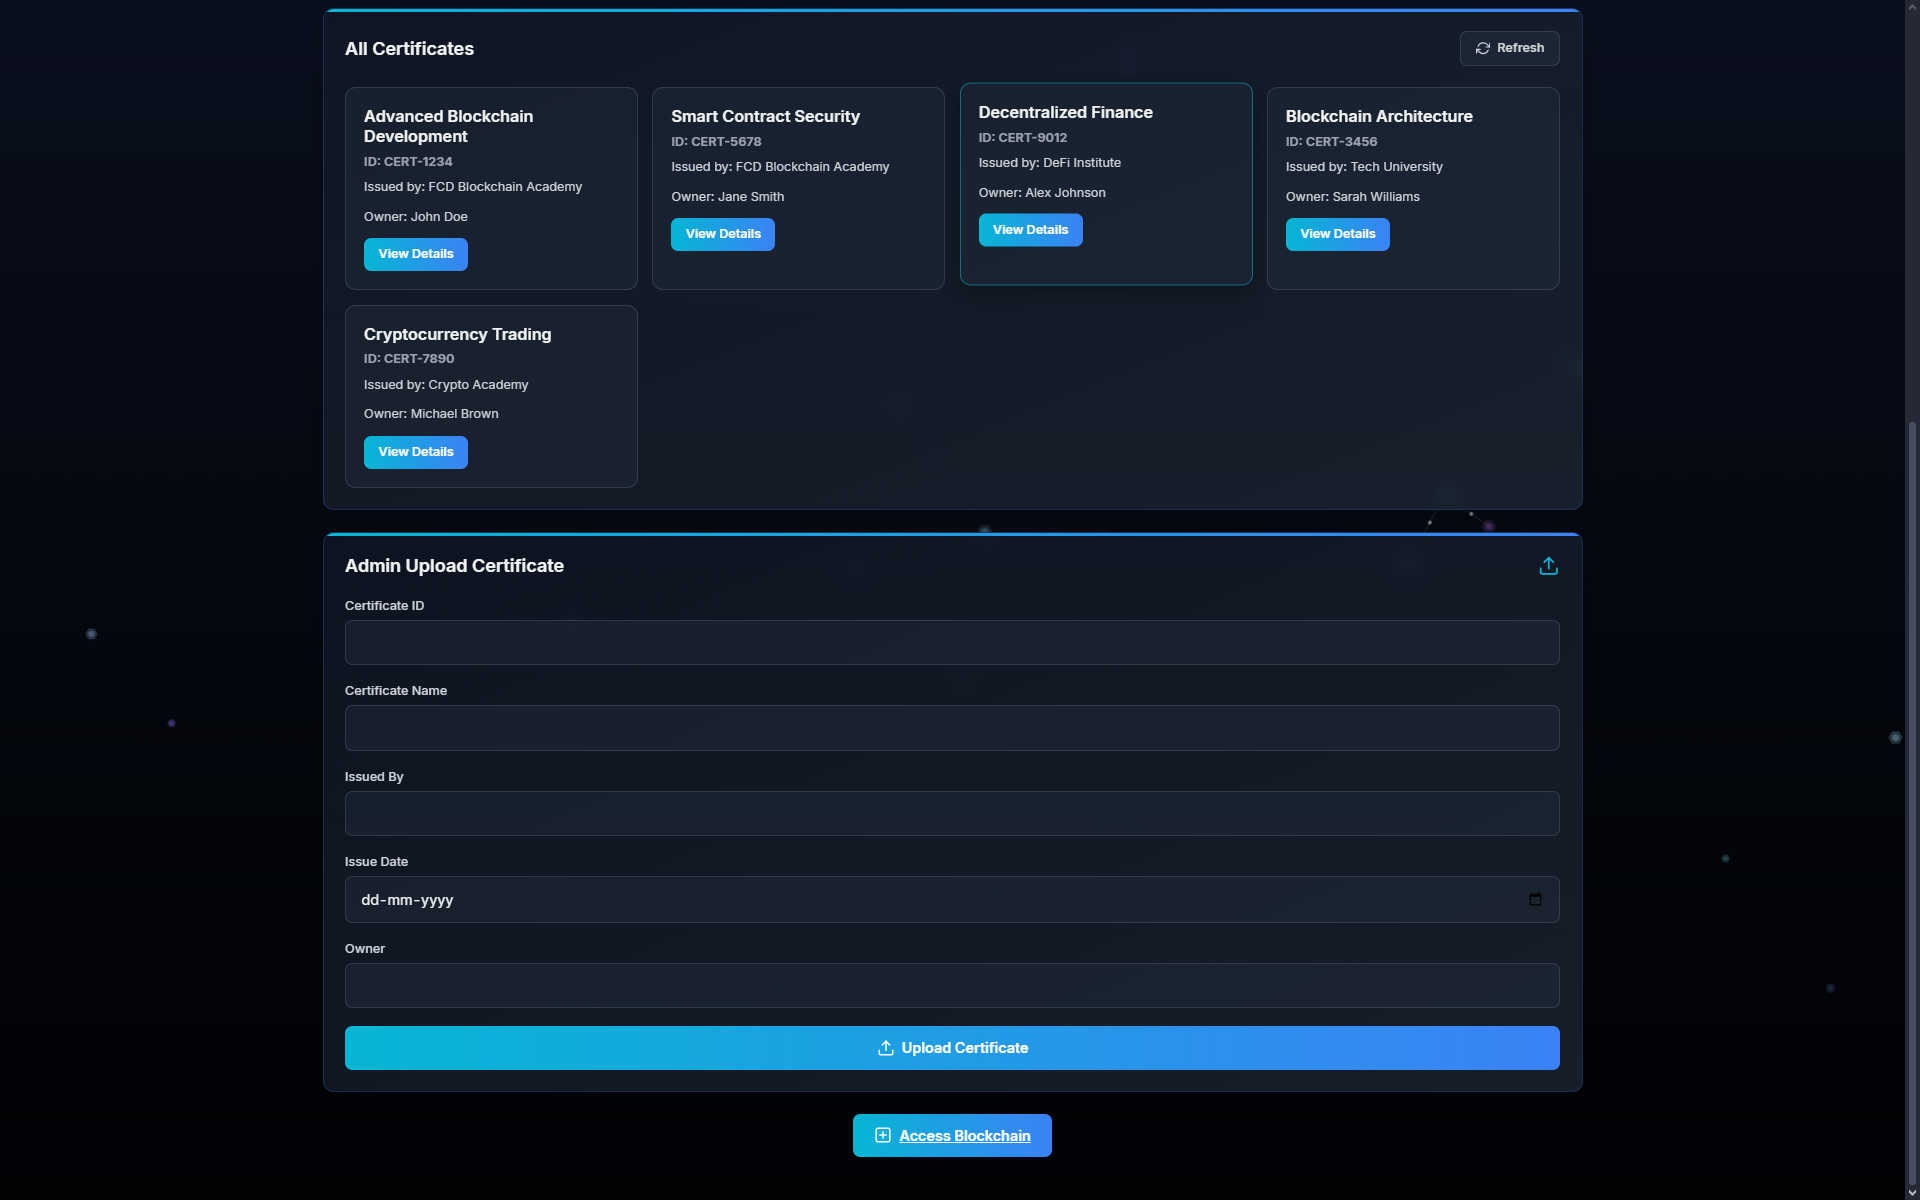 All Certificates
Refresh
Advanced Blockchain
Development
ID: CERT-1234
Issued by: FCD Blockchain Academy
Owner: John Doe
View Details
Smart Contract Security
ID: CERT-5678
Issued by: FCD Blockchain Academy
Owner: Jane Smith
View Details
Decentralized Finance
ID: CERT-9012
Issued by: DeFi Institute
Owner: Alex Johnson
View Details
Blockchain Architecture
ID: CERT-3456
Issued by: Tech University
Owner: Sarah Williams
View Details
Cryptocurrency Trading
ID: CERT-7890
Issued by: Crypto Academy
Owner: Michael Brown
View Details
Admin Upload Certificate
Certificate ID
Certificate Name
Issued By
Issue Date
dd-mm-yyyy
Owner
Upload Certificate
Access Blockchain